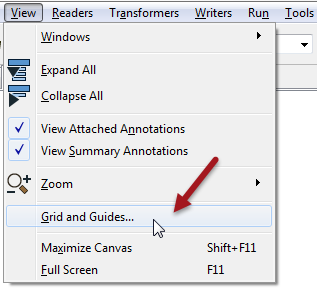 View Readers Transformers Writers Run Tools
Windows
Expand All
Collapse All
View Attached Annotations
View Summary Annotations
Zoom
Grid and Guides...
Maximize Canvas Shift+F11
Full Screen F11